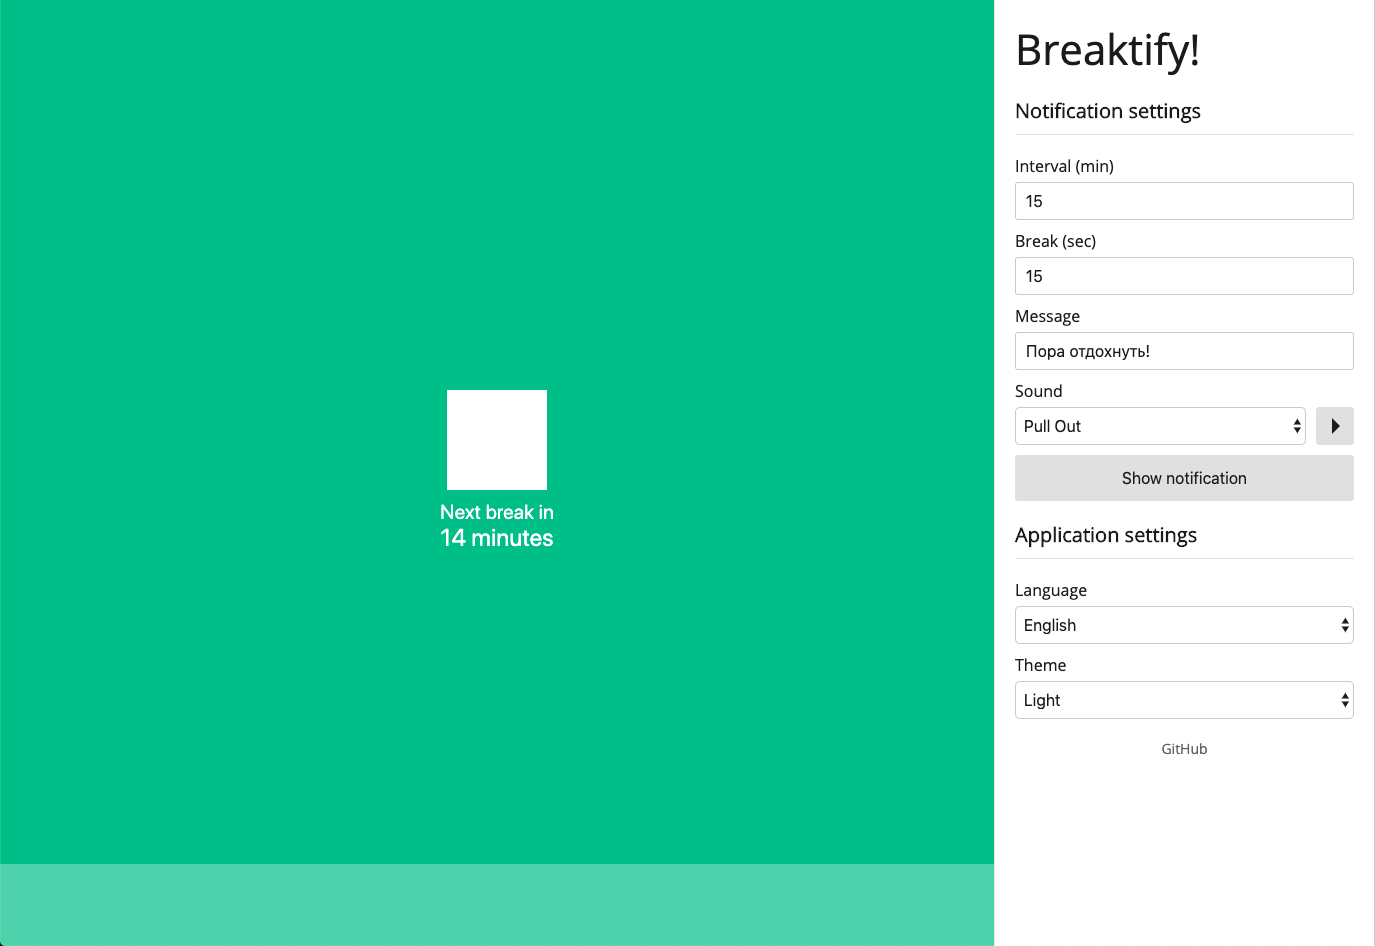 Next break in
14 minutes
Breaktify!
Notification settings
Interval (min)
15
Break (sec)
15
Message
Пора отдохнуть!
Sound
Pull Out
Show notification
Application settings
Language
English
Theme
Light
GitHub